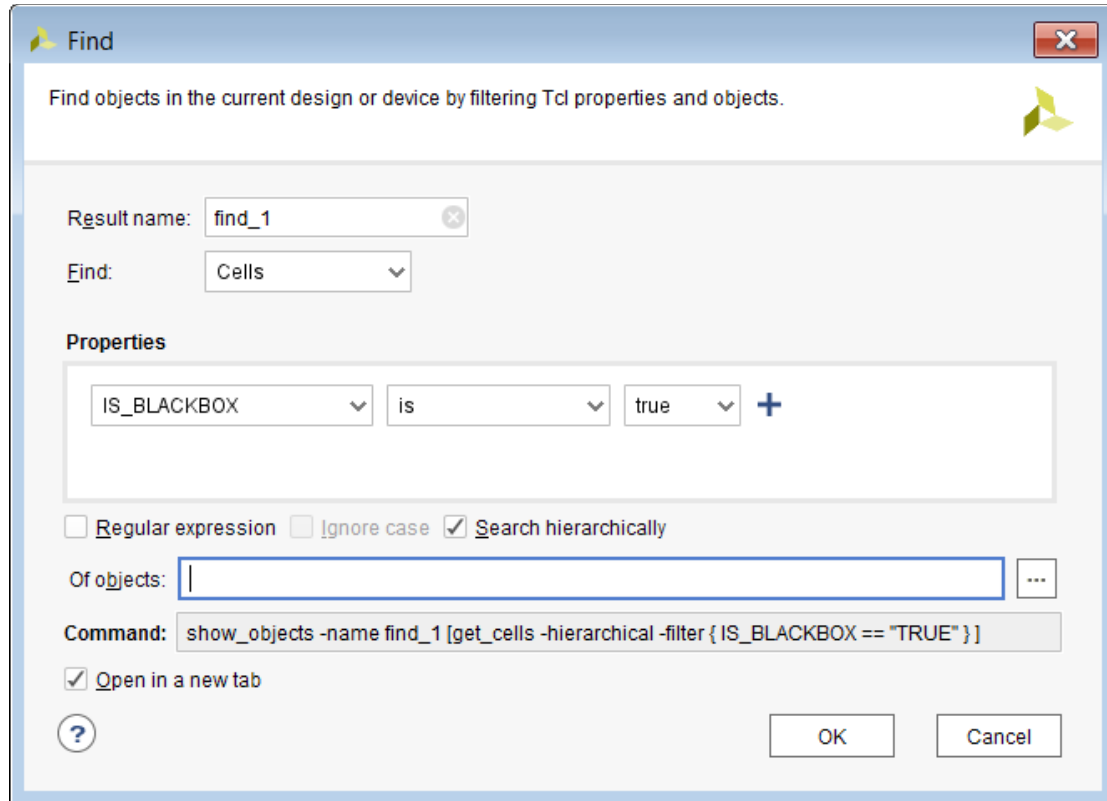 Find
Find objects in the current design or device by filtering Tcl properties and objects.
Result name: find_1
Find: Cells
Properties
IS_BLACKBOX is true
Regular expression Ignore case Search hierarchically
Of objects: ...
Command: show_objects -name find_1 [get_cells -hierarchical -filter { IS_BLACKBOX == "TRUE" } ]
Open in a new tab
? OK Cancel